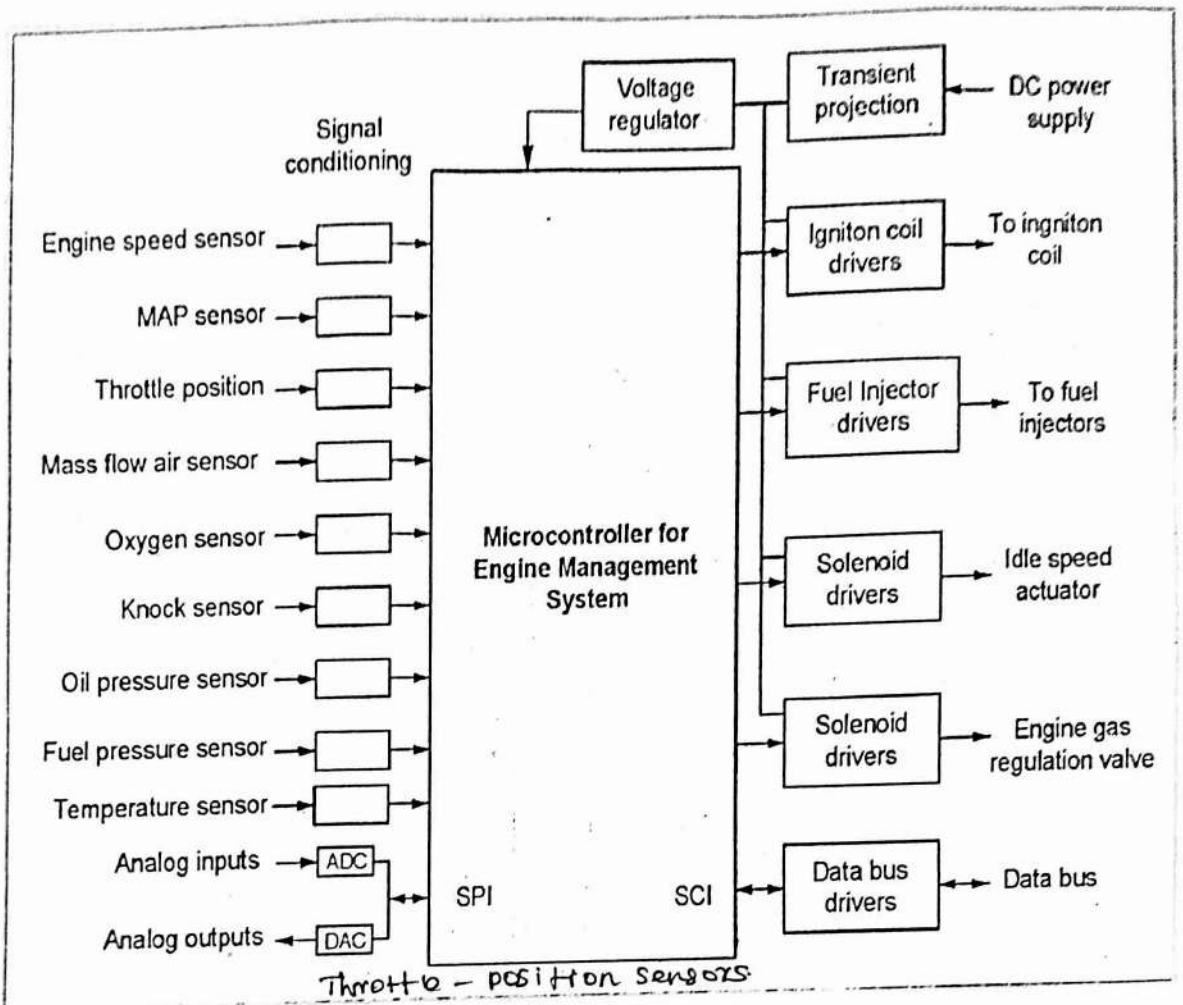 Voltage
regulator
Transient
projection
DC power
supply
Signal
conditioning
Engine speed sensor
MAP sensor
Throttle position
Mass flow air sensor
Oxygen sensor
Knock sensor
Oil pressure sensor
Fuel pressure sensor
Temperature sensor
Analog inputs
ADC
Analog outputs
DAC
Microcontroller for
Engine Management
System
SPI
SCI
Igniton coil
drivers
To ingniton
coil
Fuel Injector
drivers
To fuel
injectors
Solenoid
drivers
Idle speed
actuator
Solenoid
drivers
Engine gas
regulation valve
Data bus
drivers
Data bus
Throttle - position sensors.